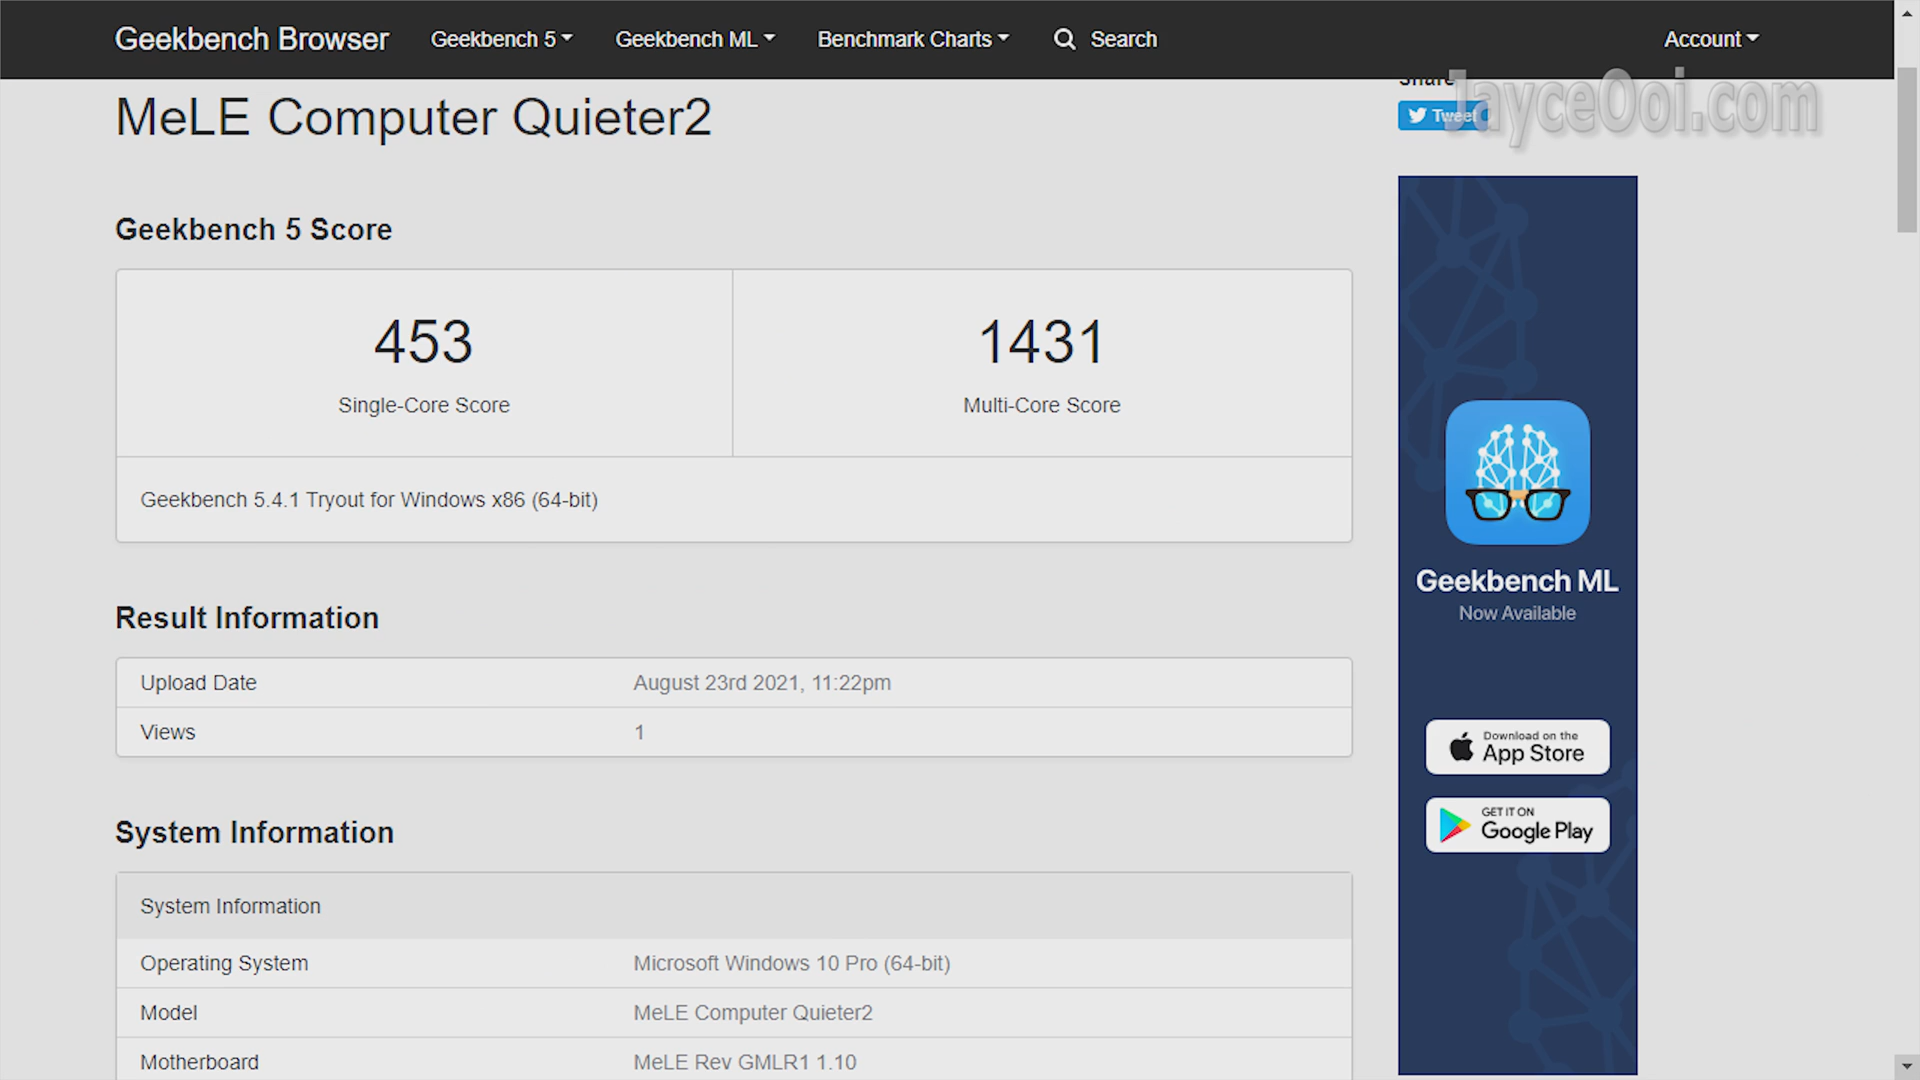 Geekbench Browser
Geekbench 5
Geekbench ML
Benchmark Charts
Search
Account
Share
Tweet
JayceOoi.com
MeLE Computer Quieter2
Geekbench 5 Score
453
Single-Core Score
1431
Multi-Core Score
Geekbench 5.4.1 Tryout for Windows x86 (64-bit)
Result Information
Upload Date August 23rd 2021, 11:22pm
Views 1
System Information
System Information
Operating System Microsoft Windows 10 Pro (64-bit)
Model MeLE Computer Quieter2
Motherboard MeLE Rev GMLR1 1.10
Geekbench ML
Now Available
Download on the
App Store
GET IT ON
Google Play